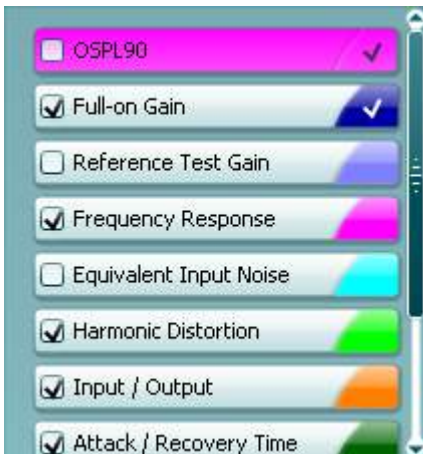 OSPL90
Full-on Gain
Reference Test Gain
Frequency Response
Equivalent Input Noise
Harmonic Distortion
Input / Output
Attack / Recovery Time